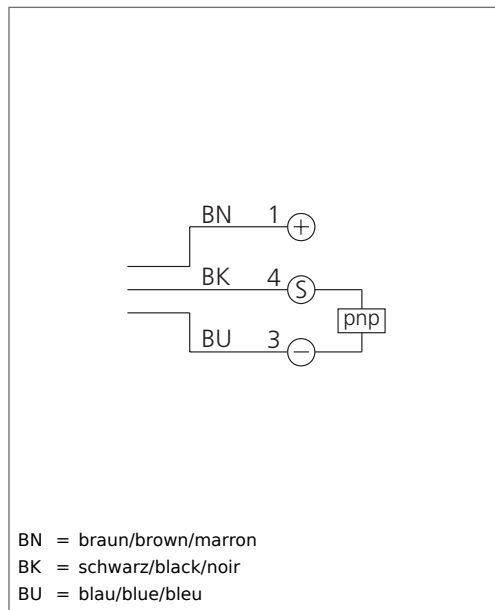 BN 1 +
BK 4 S
pnp
BU 3 −
BN = braun/brown/marron
BK = schwarz/black/noir
BU = blau/blue/bleu